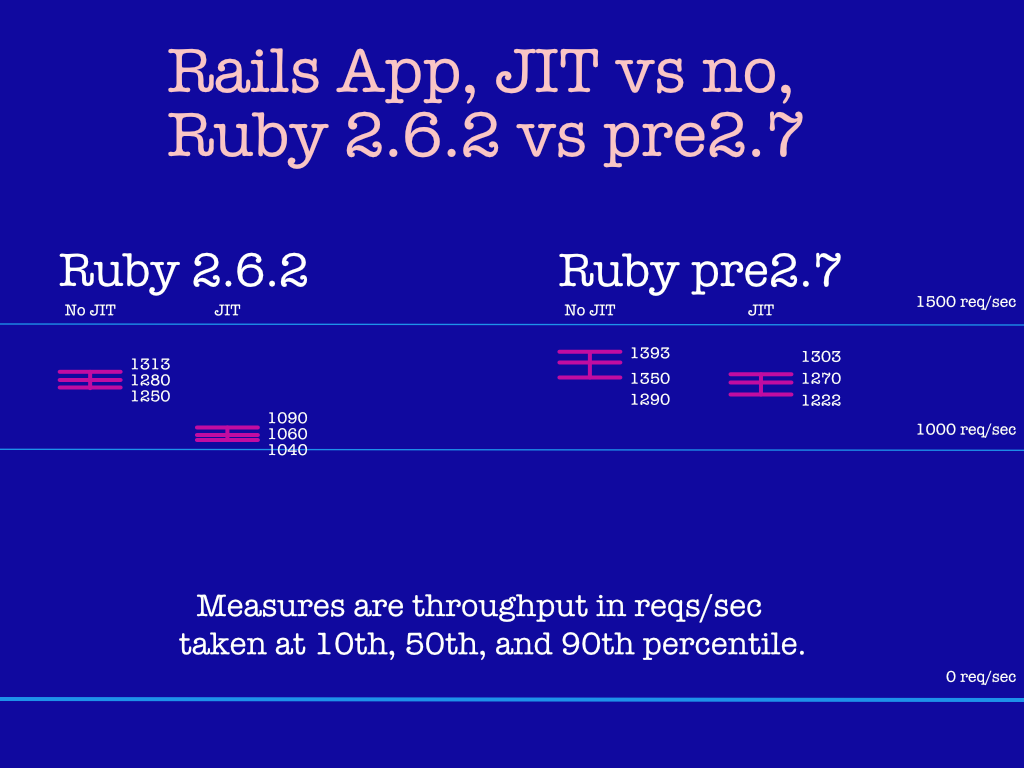 Rails App, JIT vs no,
Ruby 2.6.2 vs pre2.7
Ruby 2.6.2
No JIT
JIT
1313
1280
1250
1090
1060
1040
Ruby pre2.7
No JIT
JIT
1393
1350
1290
1303
1270
1222
1500 req/sec
1000 req/sec
Measures are throughput in reqs/sec
taken at 10th, 50th, and 90th percentile.
0 req/sec